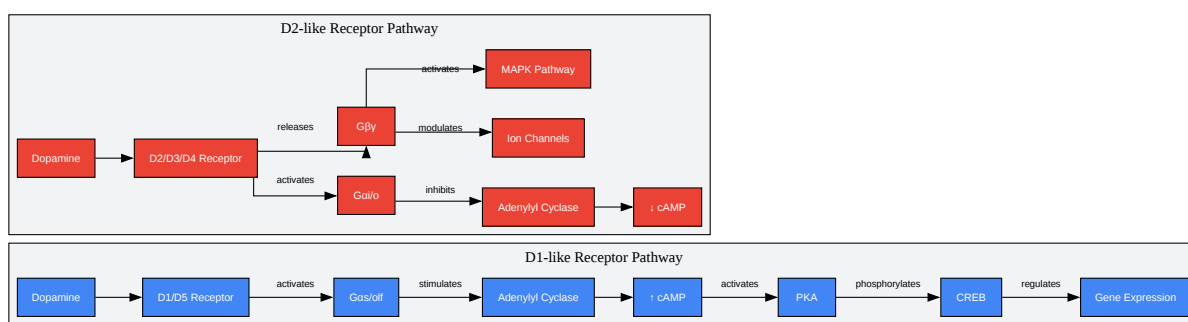 D2-like Receptor Pathway
activates
MAPK Pathway
releases
Gβγ
modulates
Ion Channels
Dopamine
D2/D3/D4 Receptor
activates
Gαi/o
inhibits
Adenylyl Cyclase
↓ cAMP
D1-like Receptor Pathway
Dopamine
D1/D5 Receptor
activates
Gαs/olf
stimulates
Adenylyl Cyclase
↑ cAMP
activates
PKA
phosphorylates
CREB
regulates
Gene Expression